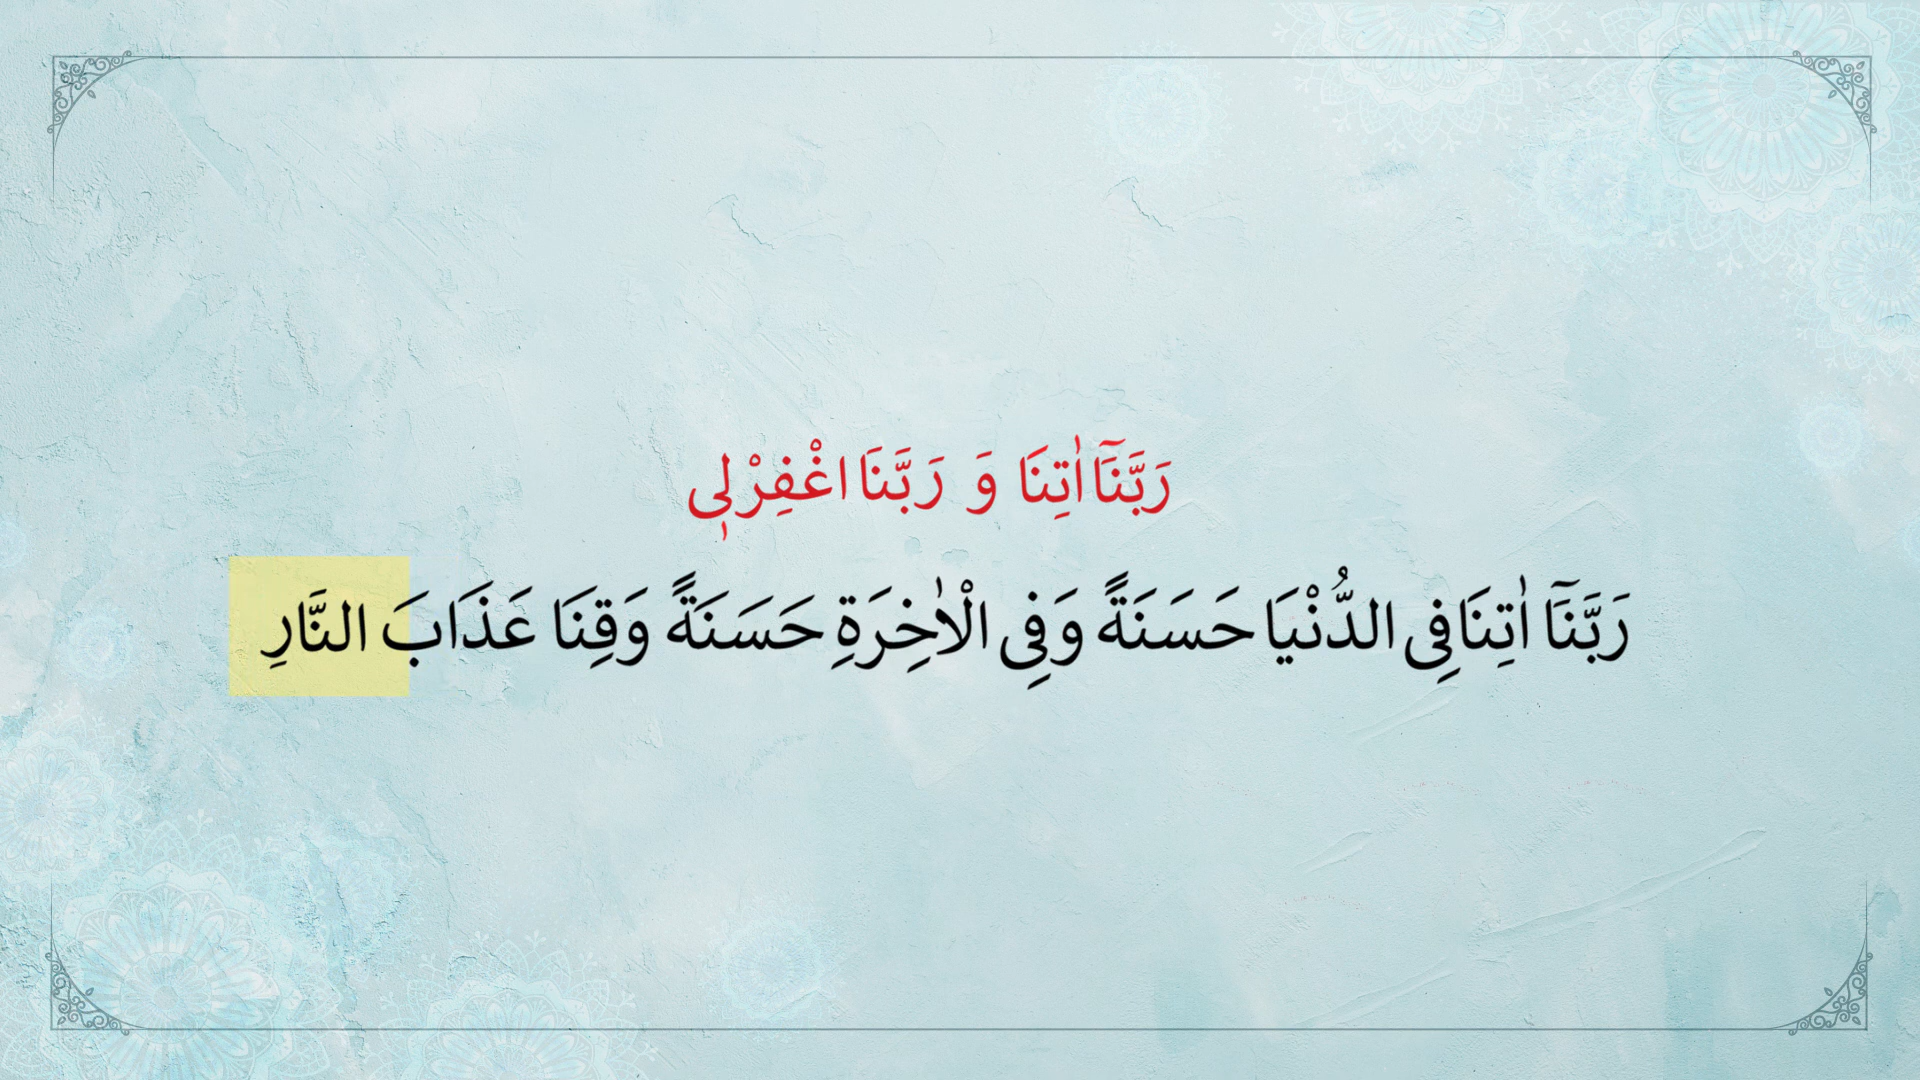 رَبَّنَٓا اٰتِنَا وَ رَبَّنَا اغْفِرْلٖى
رَبَّنَٓا اٰتِنَا فِى الدُّنْيَا حَسَنَةً وَفِى الْاٰخِرَةِ حَسَنَةً وَقِنَا عَذَابَ النَّارِ